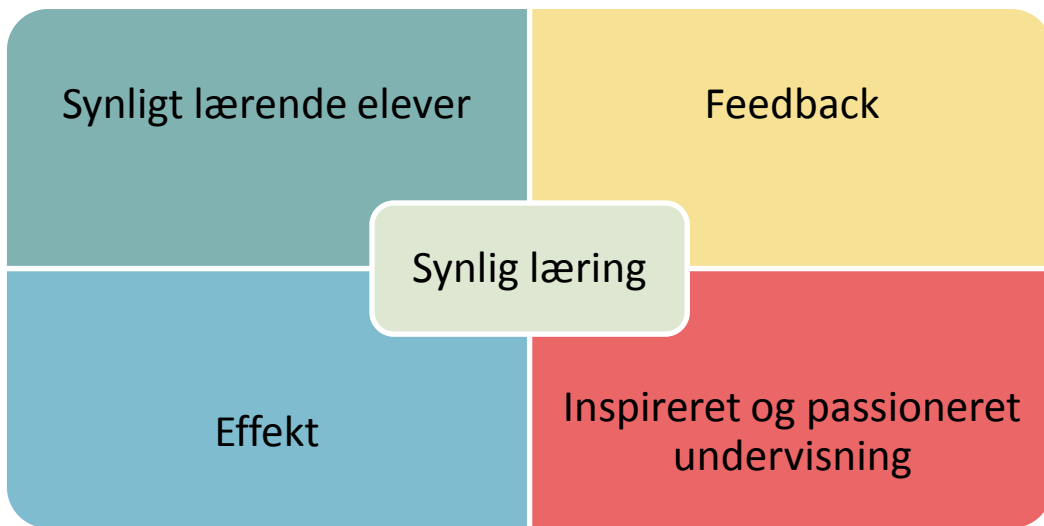 Synligt lærende elever
Feedback
Synlig læring
Effekt
Inspireret og passioneret
undervisning